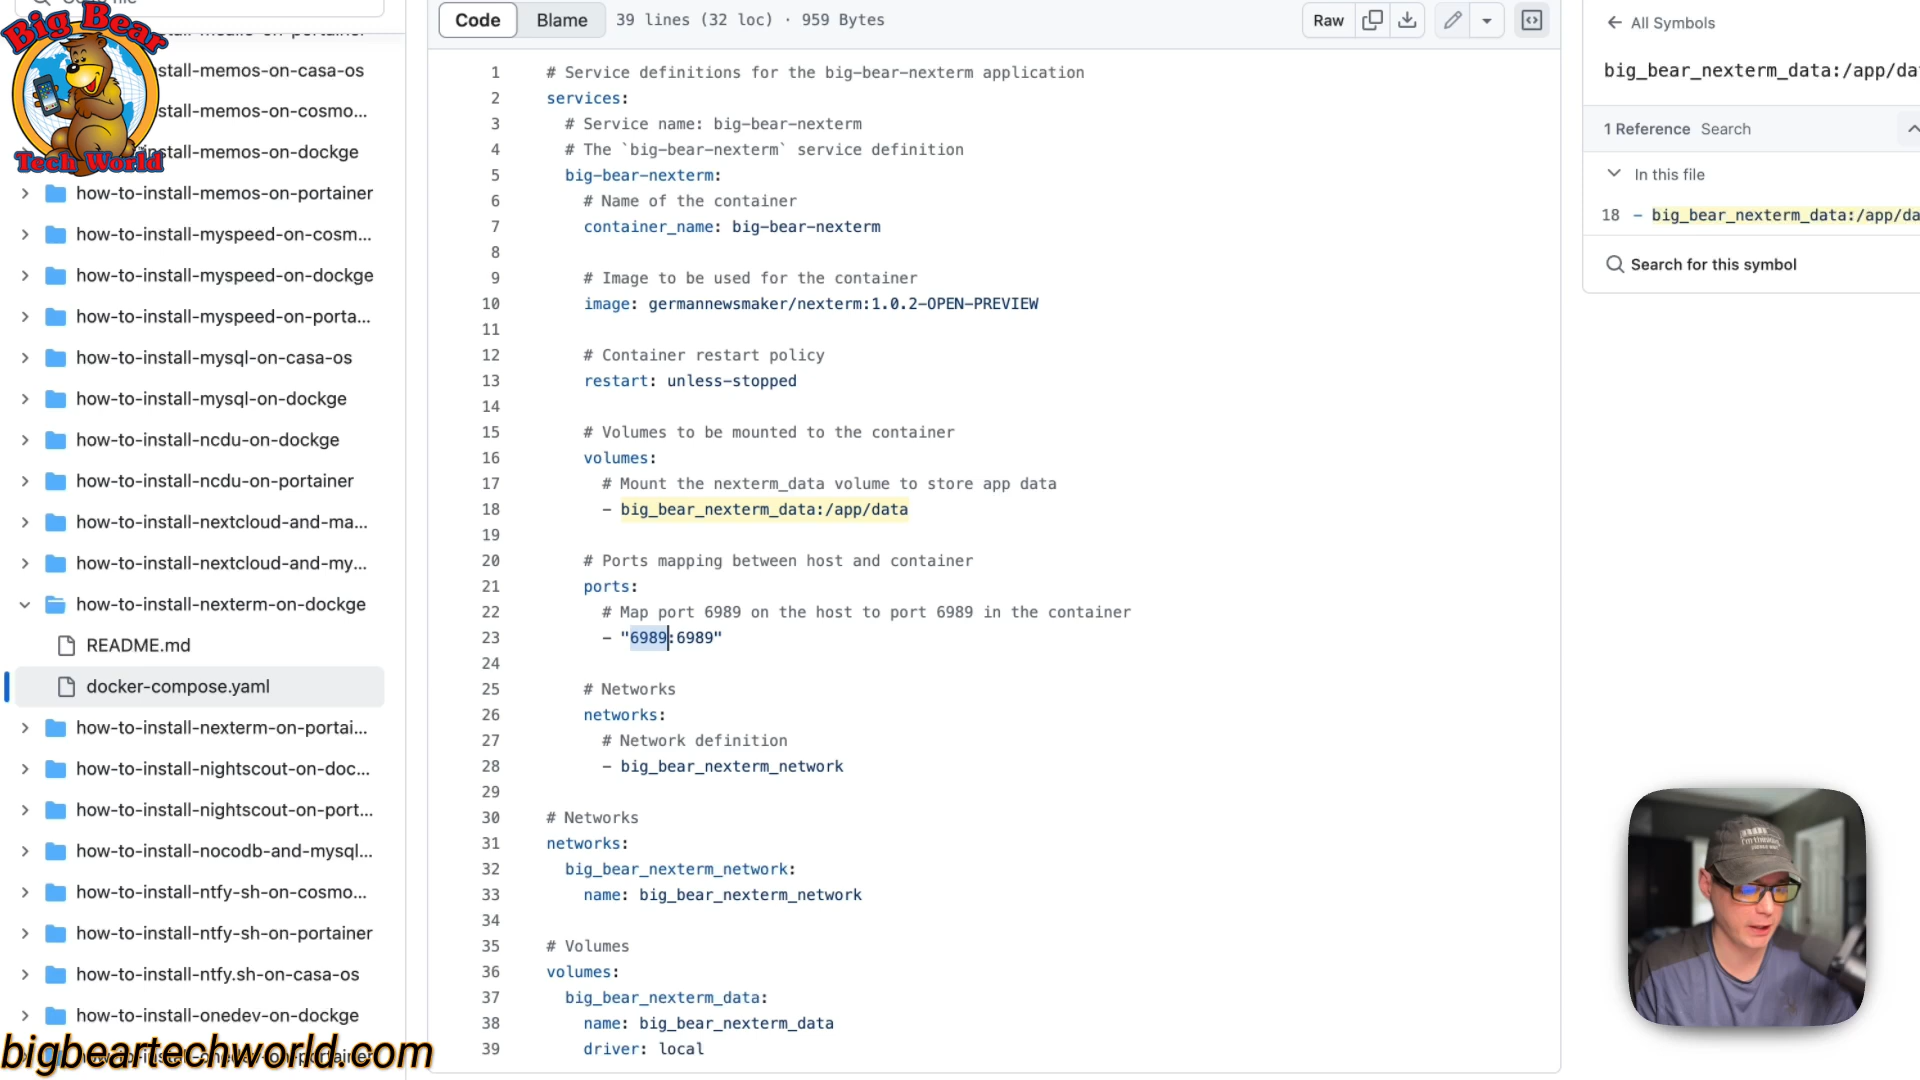 Big Bear
Tech World
install-memos-on-casa-os
stall-memos-on-cosmo...
install-memos-on-dockge
how-to-install-memos-on-portainer
how-to-install-myspeed-on-cosm...
how-to-install-myspeed-on-dockge
how-to-install-myspeed-on-porta...
how-to-install-mysql-on-casa-os
how-to-install-mysql-on-dockge
how-to-install-ncdu-on-dockge
how-to-install-ncdu-on-portainer
how-to-install-nextcloud-and-ma...
how-to-install-nextcloud-and-my...
how-to-install-nexterm-on-dockge
README.md
docker-compose.yaml
how-to-install-nexterm-on-portai...
how-to-install-nightscout-on-doc...
how-to-install-nightscout-on-port...
how-to-install-nocodb-and-mysql...
how-to-install-ntfy-sh-on-cosmo...
how-to-install-ntfy-sh-on-portainer
how-to-install-ntfy.sh-on-casa-os
how-to-install-onedev-on-dockge
bigbeartechworld.com
Code Blame 39 lines (32 loc) · 959 Bytes Raw
1 # Service definitions for the big-bear-nexterm application
2 services:
3 # Service name: big-bear-nexterm
4 # The `big-bear-nexterm` service definition
5 big-bear-nexterm:
6 # Name of the container
7 container_name: big-bear-nexterm
8
9 # Image to be used for the container
10 image: germannewsmaker/nexterm:1.0.2-OPEN-PREVIEW
11
12 # Container restart policy
13 restart: unless-stopped
14
15 # Volumes to be mounted to the container
16 volumes:
17 # Mount the nexterm_data volume to store app data
18 - big_bear_nexterm_data:/app/data
19
20 # Ports mapping between host and container
21 ports:
22 # Map port 6989 on the host to port 6989 in the container
23 - "6989:6989"
24
25 # Networks
26 networks:
27 # Network definition
28 - big_bear_nexterm_network
29
30 # Networks
31 networks:
32 big_bear_nexterm_network:
33 name: big_bear_nexterm_network
34
35 # Volumes
36 volumes:
37 big_bear_nexterm_data:
38 name: big_bear_nexterm_data
39 driver: local
All Symbols
big_bear_nexterm_data:/app/da
1 Reference Search
In this file
18 - big_bear_nexterm_data:/app/da
Search for this symbol